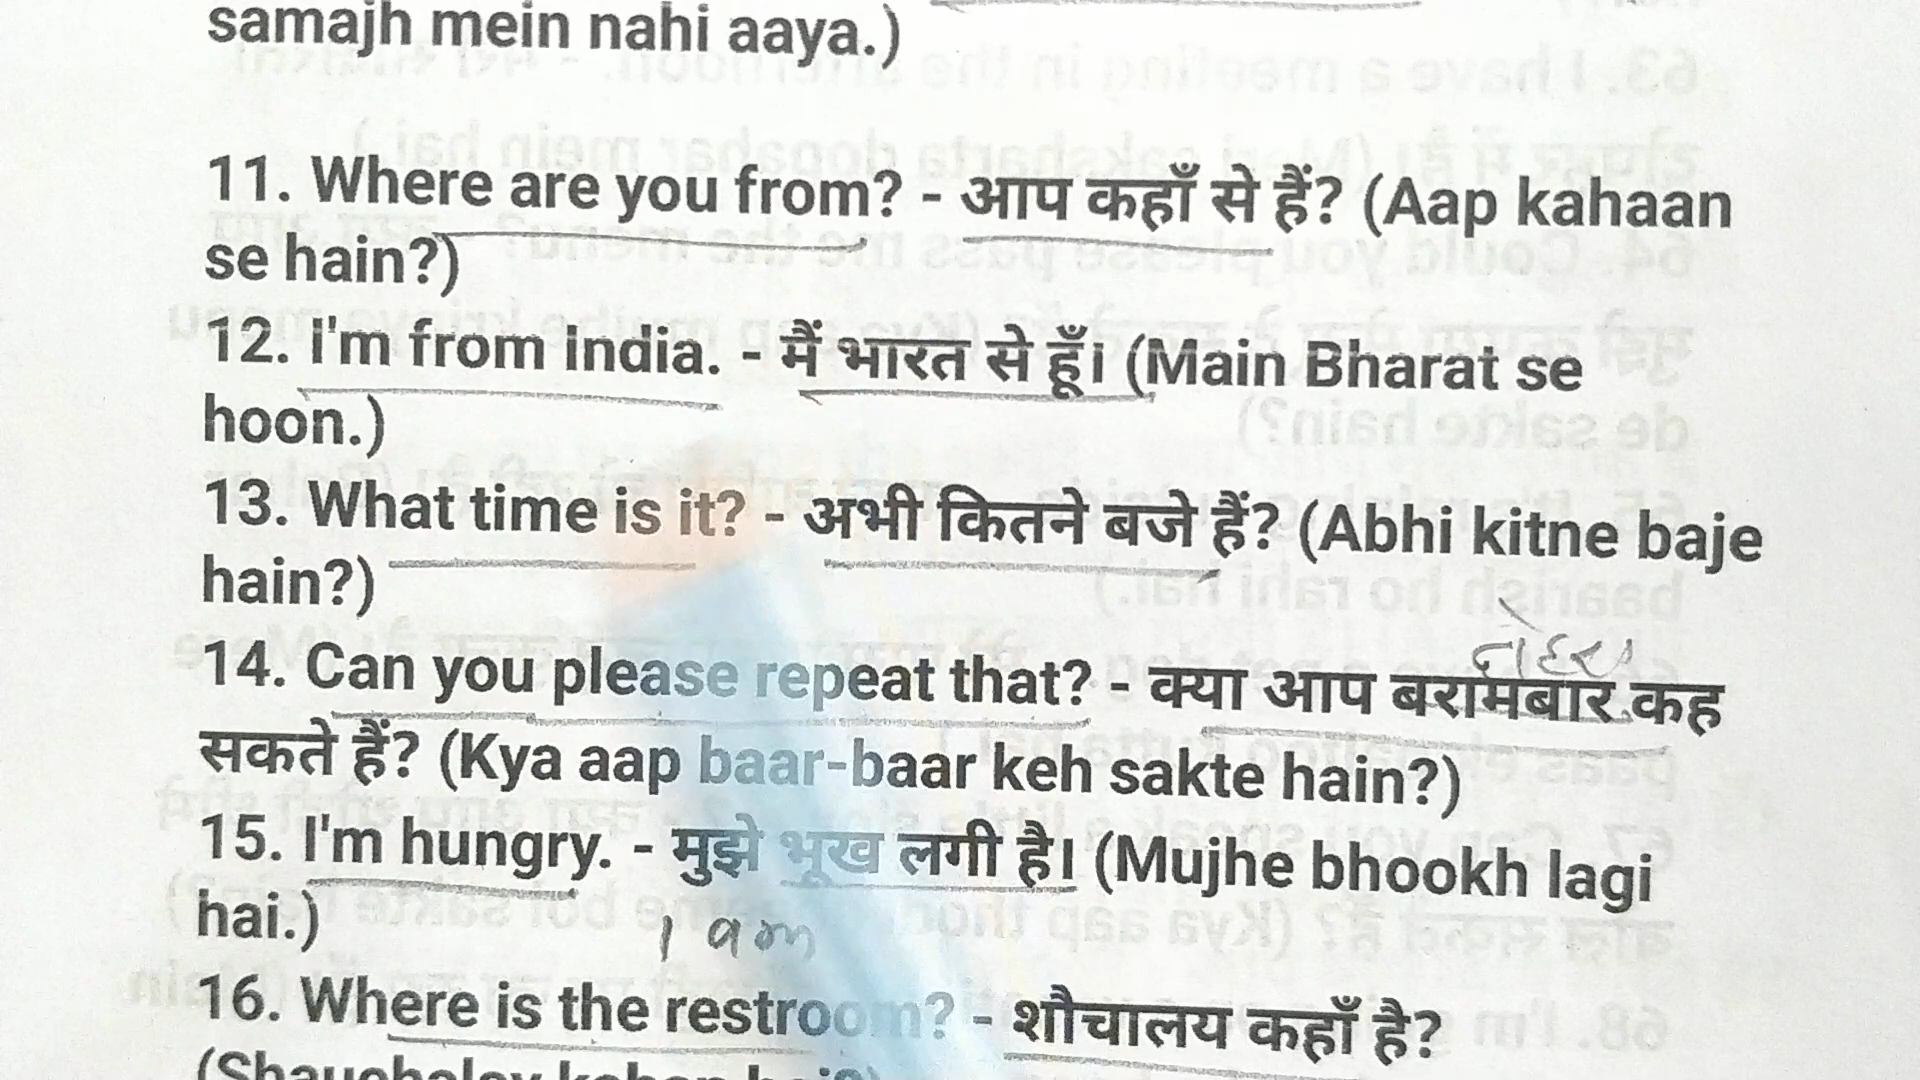 samajh mein nahi aaya.)
11. Where are you from? - आप कहाँ से हैं? (Aap kahaan
se hain?)
12. I'm from India. - मैं भारत से हूँ। (Main Bharat se
hoon.)
13. What time is it? - अभी कितने बजे हैं? (Abhi kitne baje
hain?)
दोहरा
14. Can you please repeat that? - क्या आप बरामबार कह
सकते हैं? (Kya aap baar-baar keh sakte hain?)
15. I'm hungry. - मुझे भूख लगी है। (Mujhe bhookh lagi
hai.)
I am
16. Where is the restroom? - शौचालय कहाँ है?